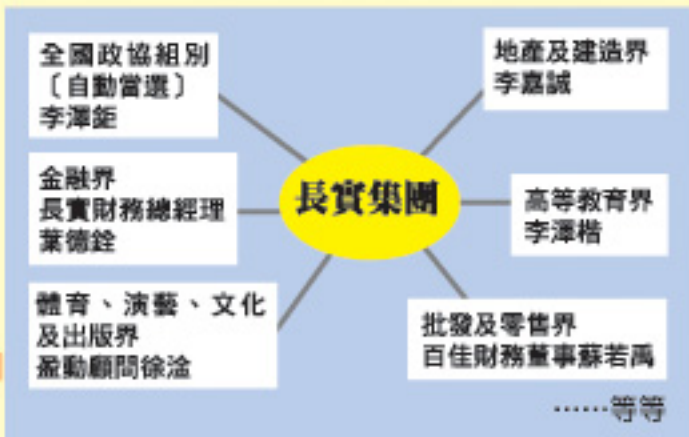 全國政協組別
〔自動當選〕
李澤鉅
地產及建造界
李嘉誠
金融界
長實財務總經理
葉德銓
長實集團
高等教育界
李澤楷
體育、演藝、文化
及出版界
盈動顧問徐淦
批發及零售界
百佳財務董事蘇若禹
……等等